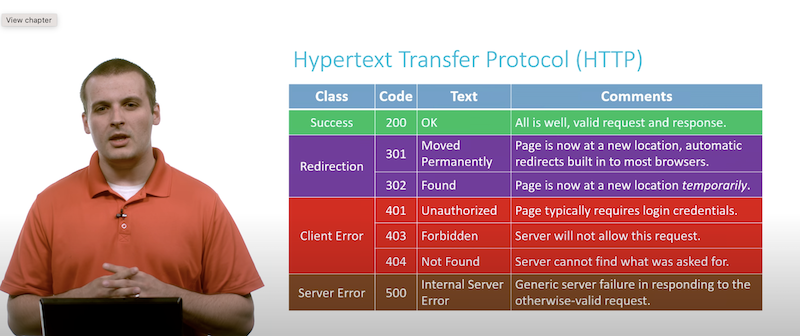 View chapter
Hypertext Transfer Protocol (HTTP)
Class Code Text Comments
Success 200 OK All is well, valid request and response.
Redirection
301 Moved Permanently Page is now at a new location, automatic
redirects built in to most browsers.
302 Found Page is now at a new location temporarily.
Client Error
401 Unauthorized Page typically requires login credentials.
403 Forbidden Server will not allow this request.
404 Not Found Server cannot find what was asked for.
Server Error 500 Internal Server Error Generic server failure in responding to the
otherwise-valid request.